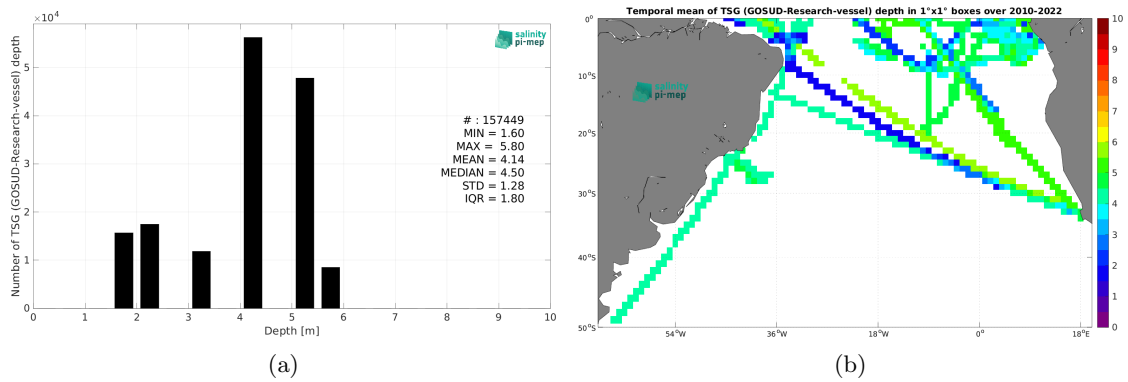 ×10⁴
Number of TSG (GOSUD-Research-vessel) depth
5
4
3
2
1
0
salinity
pi-mep
# : 157449
MIN = 1.60
MAX = 5.80
MEAN = 4.14
MEDIAN = 4.50
STD = 1.28
IQR = 1.80
0 1 2 3 4 5 6 7 8 9 10
Depth [m]
(a)
Temporal mean of TSG (GOSUD-Research-vessel) depth in 1°x1° boxes over 2010-2022
0°
10°S
20°S
30°S
40°S
50°S
salinity
pi-mep
54°W 36°W 18°W 0° 18°E
10
9
8
7
6
5
4
3
2
1
0
(b)